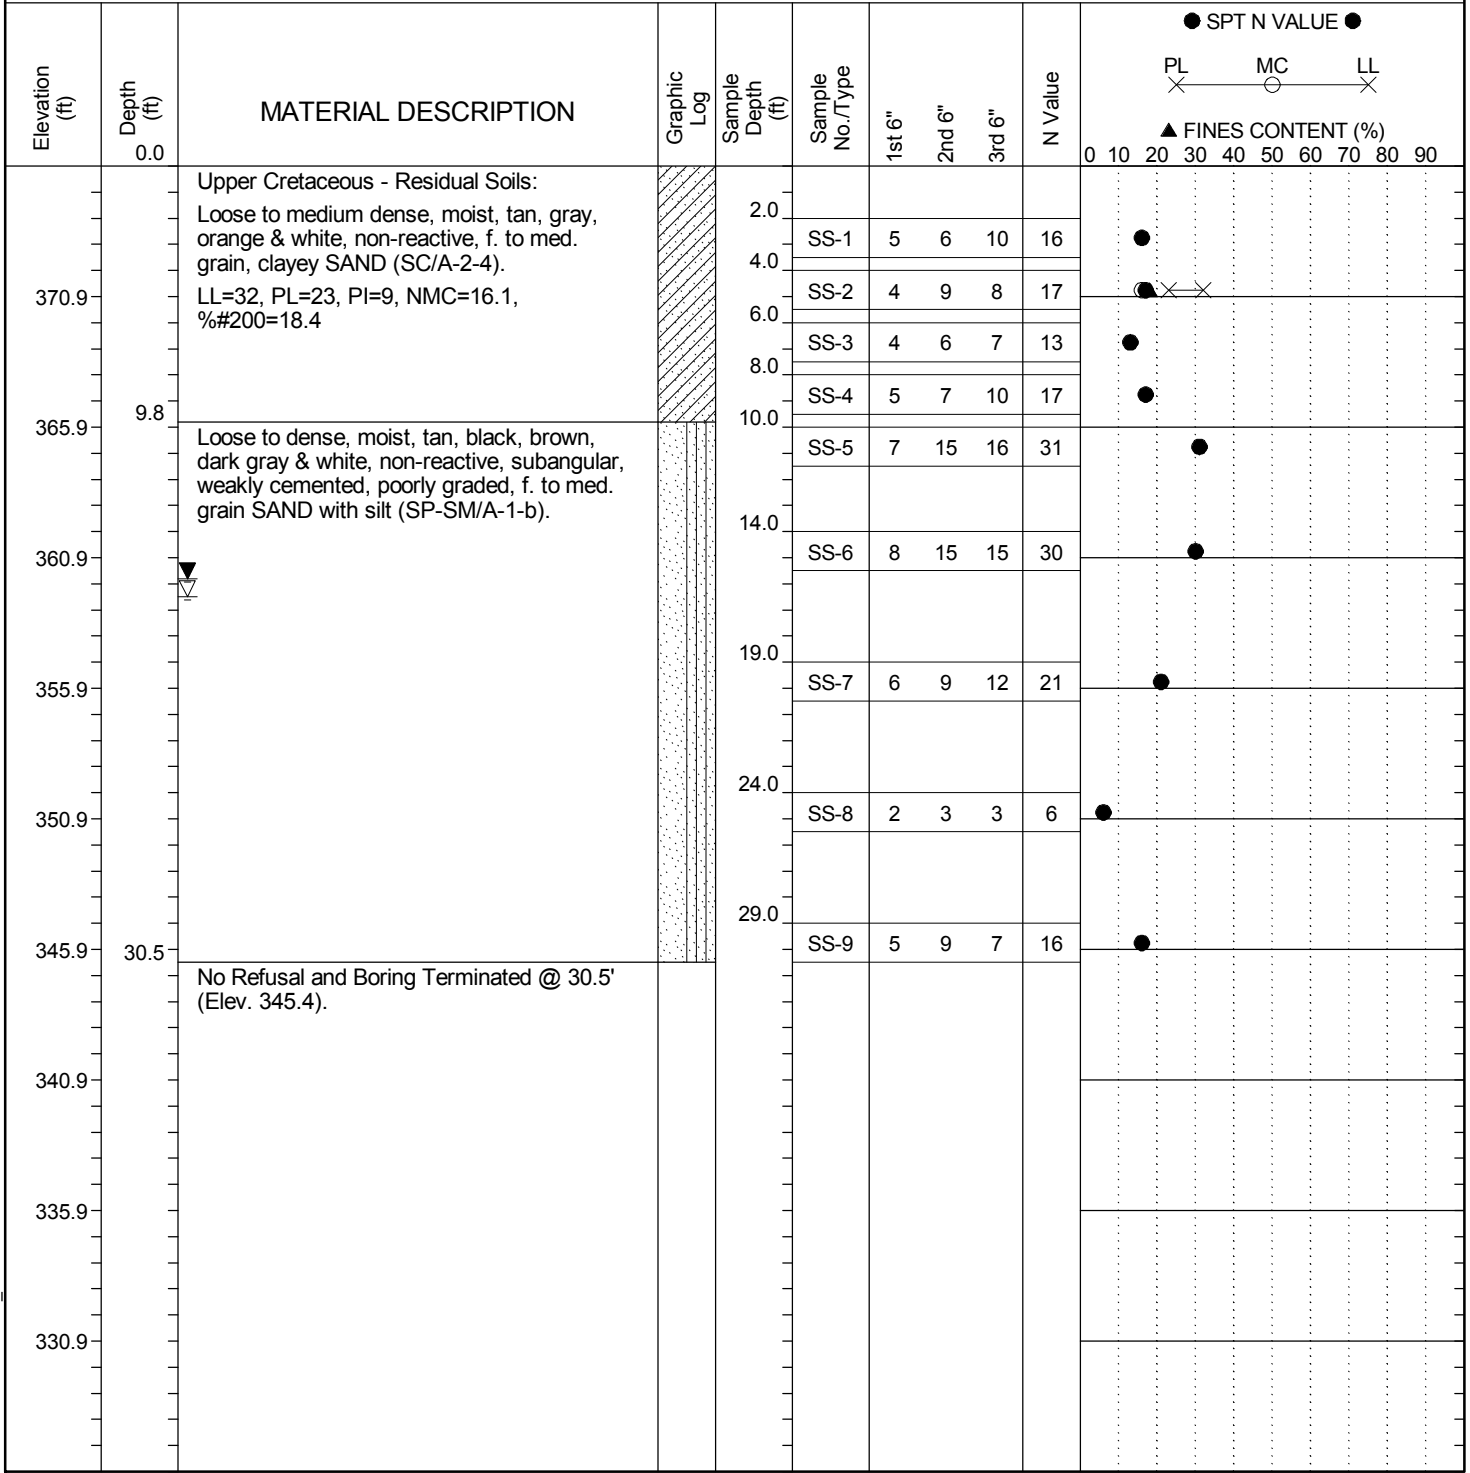 ● SPT N VALUE ●
PL MC LL
▲ FINES CONTENT (%)
0 10 20 30 40 50 60 70 80 90
Elevation (ft)
Depth (ft)
0.0
MATERIAL DESCRIPTION
Graphic Log
Sample Depth (ft)
Sample No./Type
1st 6"
2nd 6"
3rd 6"
N Value
Upper Cretaceous - Residual Soils:
Loose to medium dense, moist, tan, gray,
orange & white, non-reactive, f. to med.
grain, clayey SAND (SC/A-2-4).
LL=32, PL=23, PI=9, NMC=16.1,
%#200=18.4
2.0
SS-1 5 6 10 16
4.0
370.9
SS-2 4 9 8 17
6.0
SS-3 4 6 7 13
8.0
SS-4 5 7 10 17
9.8
10.0
365.9
Loose to dense, moist, tan, black, brown,
dark gray & white, non-reactive, subangular,
weakly cemented, poorly graded, f. to med.
grain SAND with silt (SP-SM/A-1-b).
SS-5 7 15 16 31
14.0
360.9
SS-6 8 15 15 30
19.0
355.9
SS-7 6 9 12 21
24.0
350.9
SS-8 2 3 3 6
29.0
345.9
30.5
SS-9 5 9 7 16
No Refusal and Boring Terminated @ 30.5'
(Elev. 345.4).
340.9
335.9
330.9